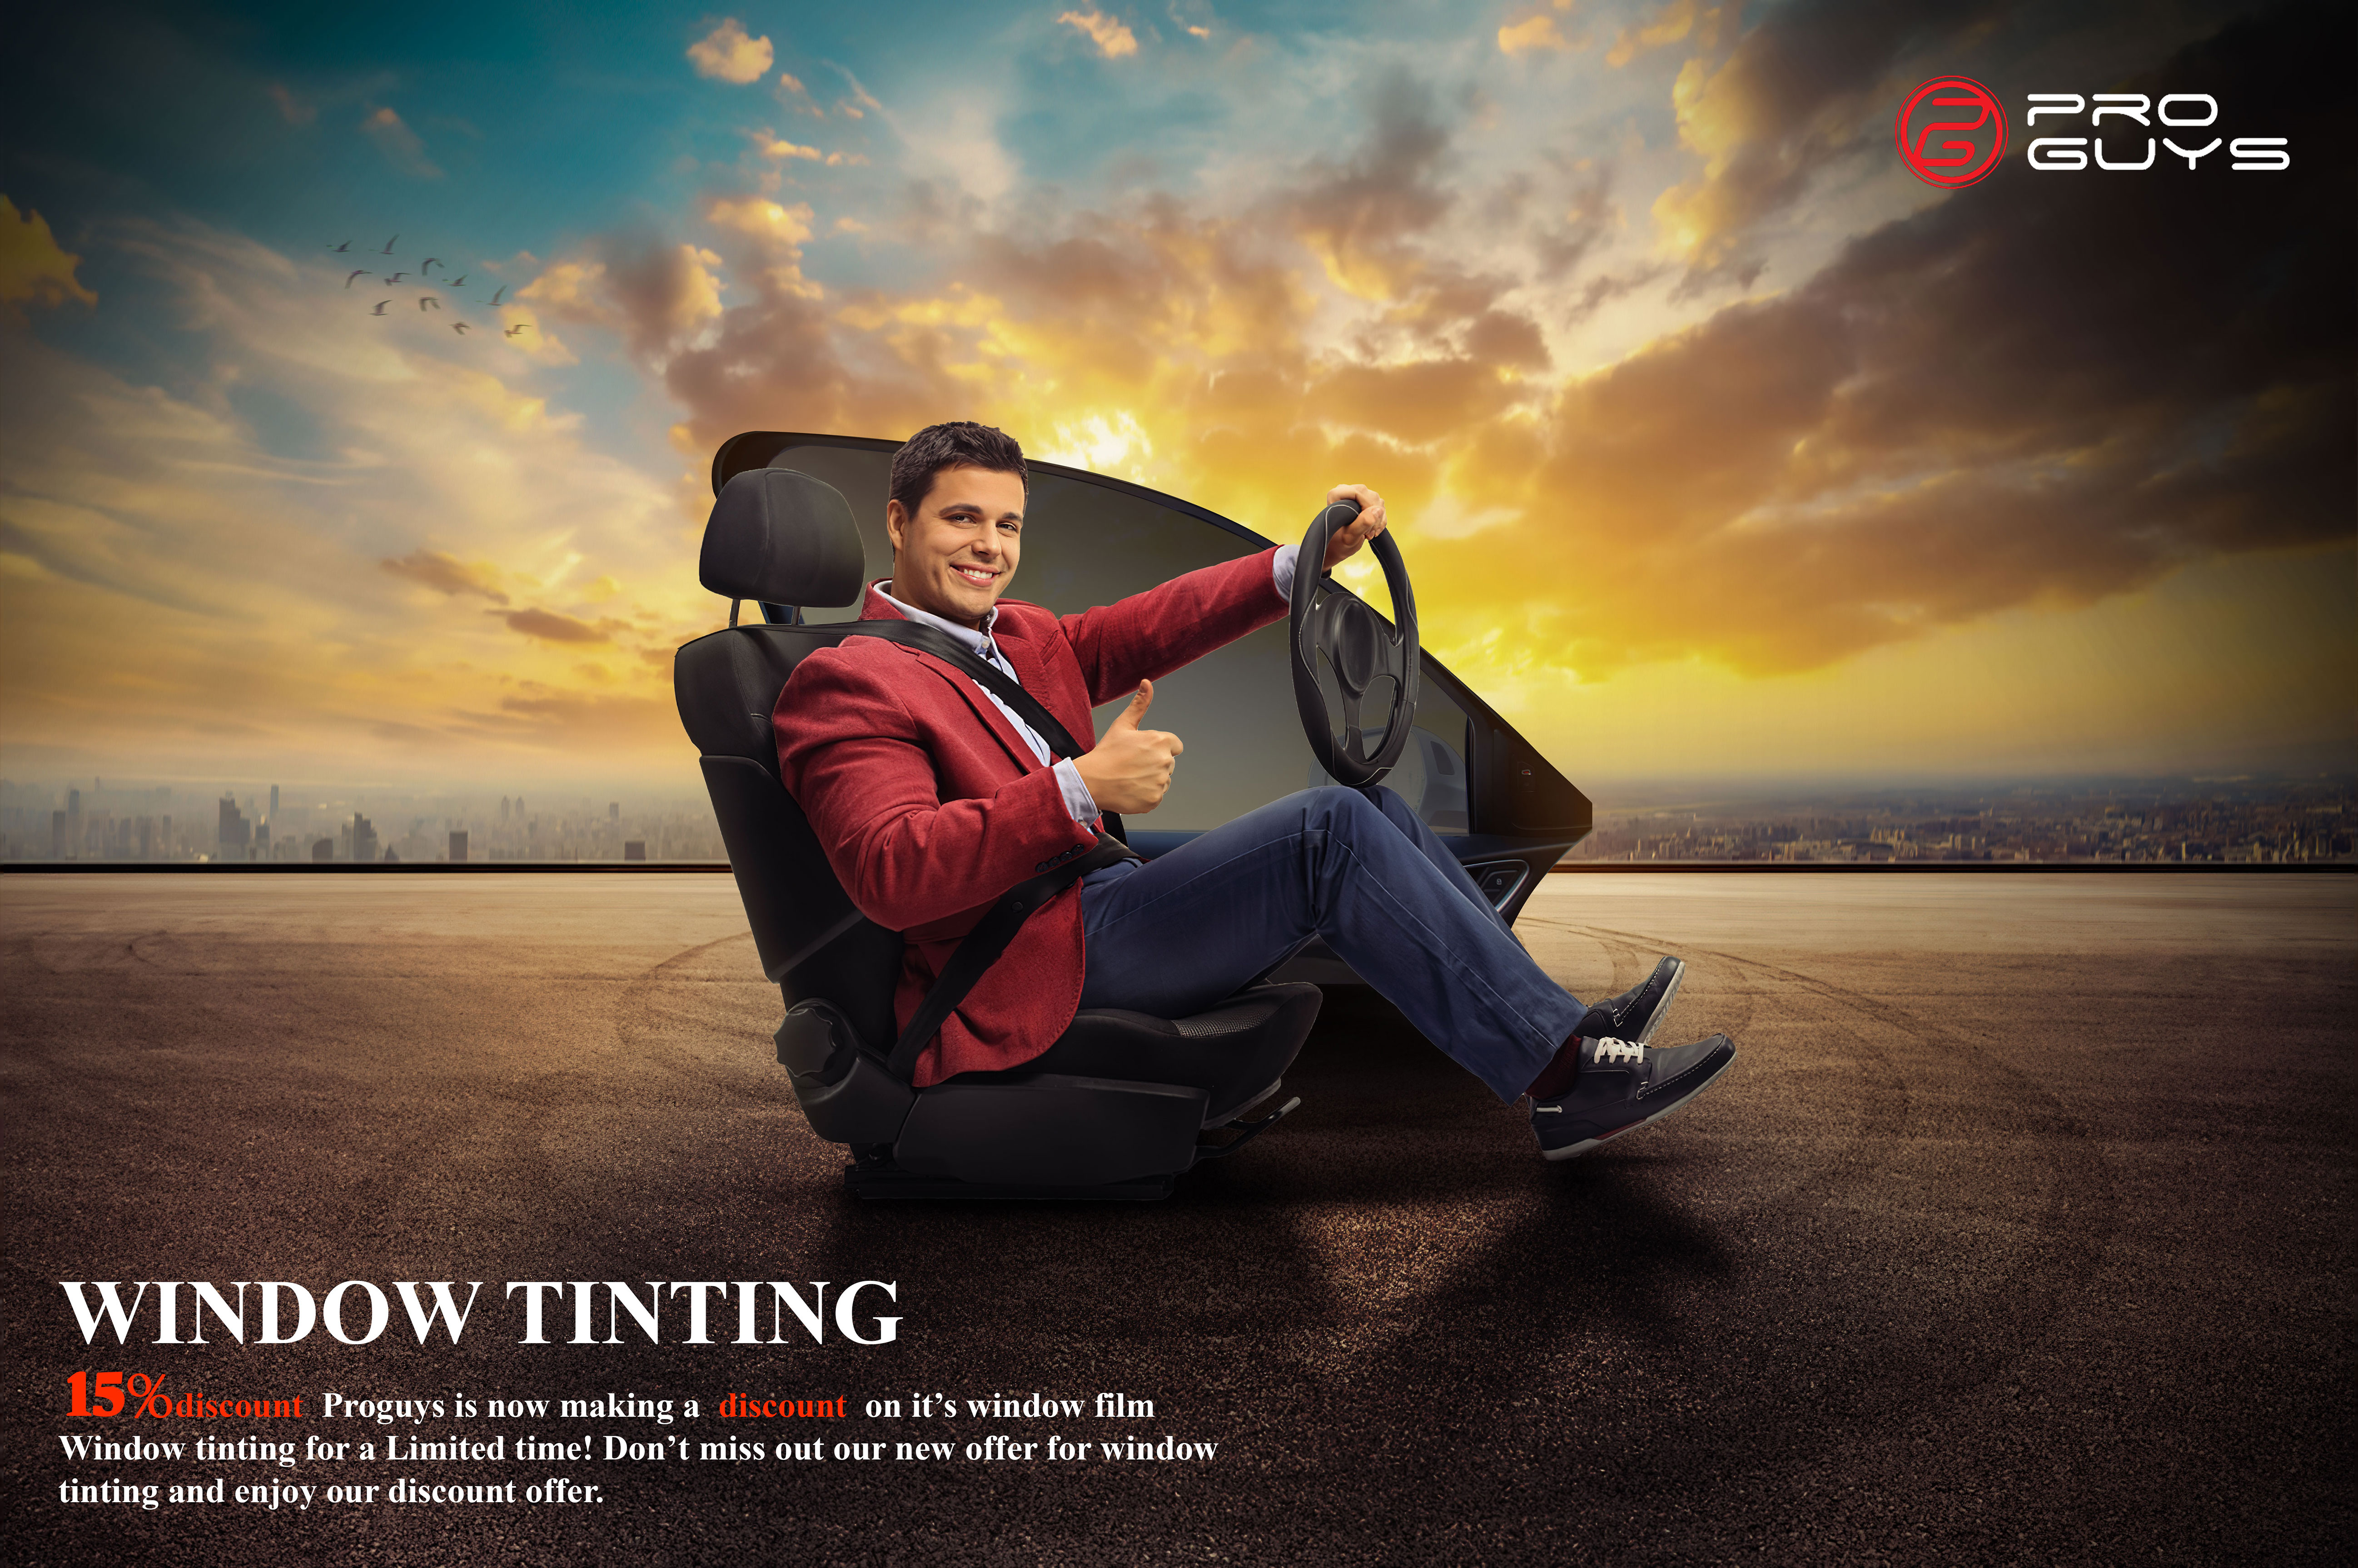 PRO
GUYS
WINDOW TINTING
15% discount Proguys is now making a discount on it’s window film
Window tinting for a Limited time! Don’t miss out our new offer for window
tinting and enjoy our discount offer.